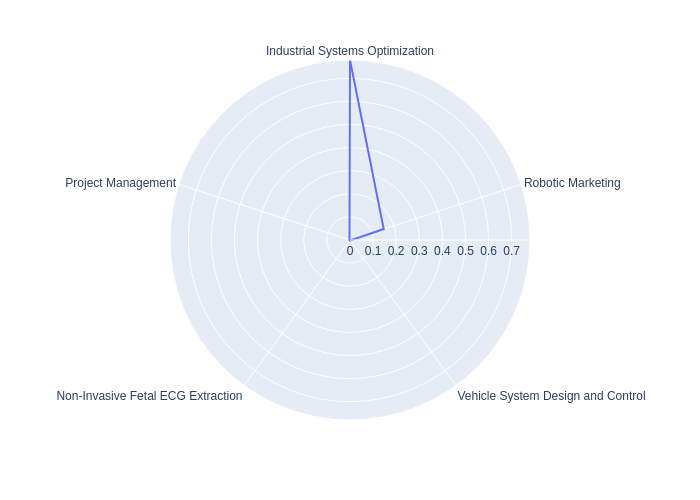 Industrial Systems Optimization
Project Management
Robotic Marketing
0 0.1 0.2 0.3 0.4 0.5 0.6 0.7
Non-Invasive Fetal ECG Extraction
Vehicle System Design and Control